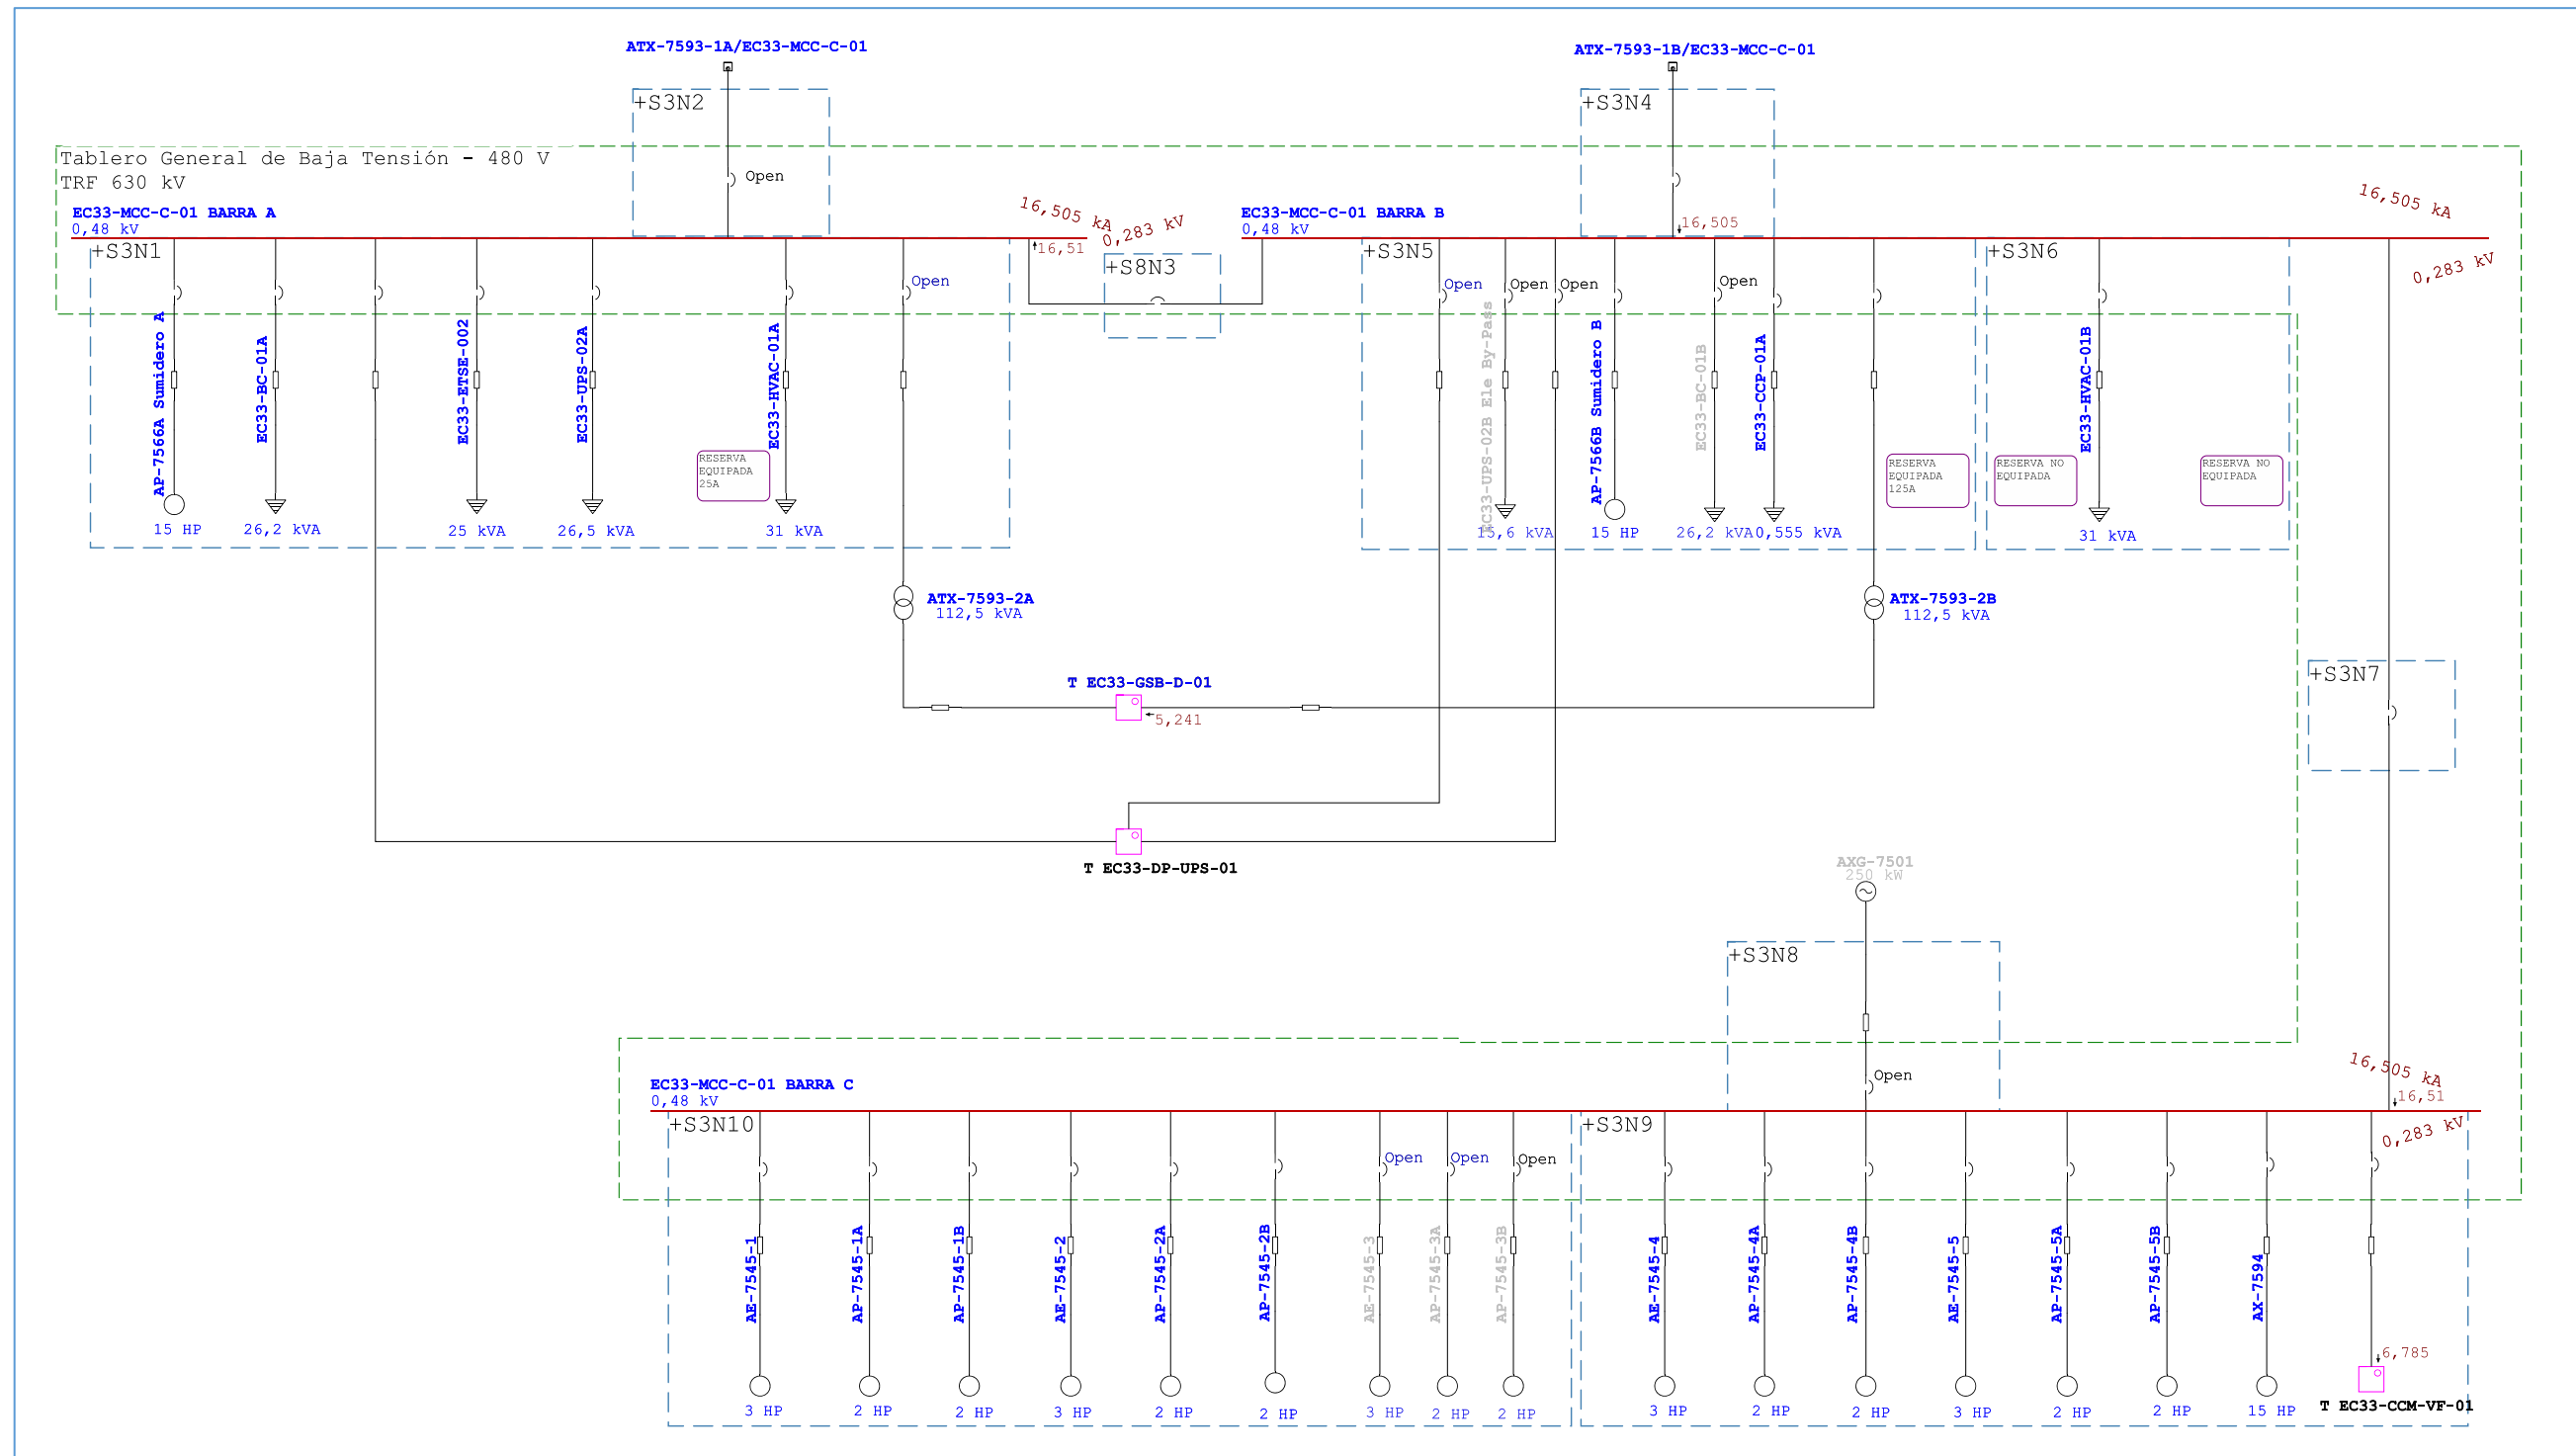 ATX-7593-1A/EC33-MCC-C-01
ATX-7593-1B/EC33-MCC-C-01
+S3N2
+S3N4
Tablero General de Baja Tensión - 480 V
TRF 630 kV
Open
EC33-MCC-C-01 BARRA A
0,48 kV
16,505 kA
0,283 kV
16,51
EC33-MCC-C-01 BARRA B
0,48 kV
16,505
16,505 kA
0,283 kV
+S3N1
+S8N3
+S3N5
+S3N6
Open
Open
Open
Open
Open
AP-7566A Sumidero A
EC33-BC-01A
EC33-ETSE-002
EC33-UPS-02A
EC33-HVAC-01A
EC33-UPS-02B Ele By-Pass
AP-7566B Sumidero B
EC33-BC-01B
EC33-CCP-01A
EC33-HVAC-01B
RESERVA
EQUIPADA
25A
RESERVA
EQUIPADA
125A
RESERVA NO
EQUIPADA
RESERVA NO
EQUIPADA
15 HP
26,2 kVA
25 kVA
26,5 kVA
31 kVA
15,6 kVA
15 HP
26,2 kVA
0,555 kVA
31 kVA
ATX-7593-2A
112,5 kVA
ATX-7593-2B
112,5 kVA
T EC33-GSB-D-01
5,241
+S3N7
T EC33-DP-UPS-01
AXG-7501
250 kW
+S3N8
Open
EC33-MCC-C-01 BARRA C
0,48 kV
16,505 kA
16,51
0,283 kV
+S3N10
+S3N9
Open
Open
Open
AE-7545-1
AP-7545-1A
AP-7545-1B
AE-7545-2
AP-7545-2A
AP-7545-2B
AE-7545-3
AP-7545-3A
AP-7545-3B
AE-7545-4
AP-7545-4A
AP-7545-4B
AE-7545-5
AP-7545-5A
AP-7545-5B
AX-7594
6,785
3 HP
2 HP
2 HP
3 HP
2 HP
2 HP
3 HP
2 HP
2 HP
3 HP
2 HP
2 HP
3 HP
2 HP
2 HP
15 HP
T EC33-CCM-VF-01